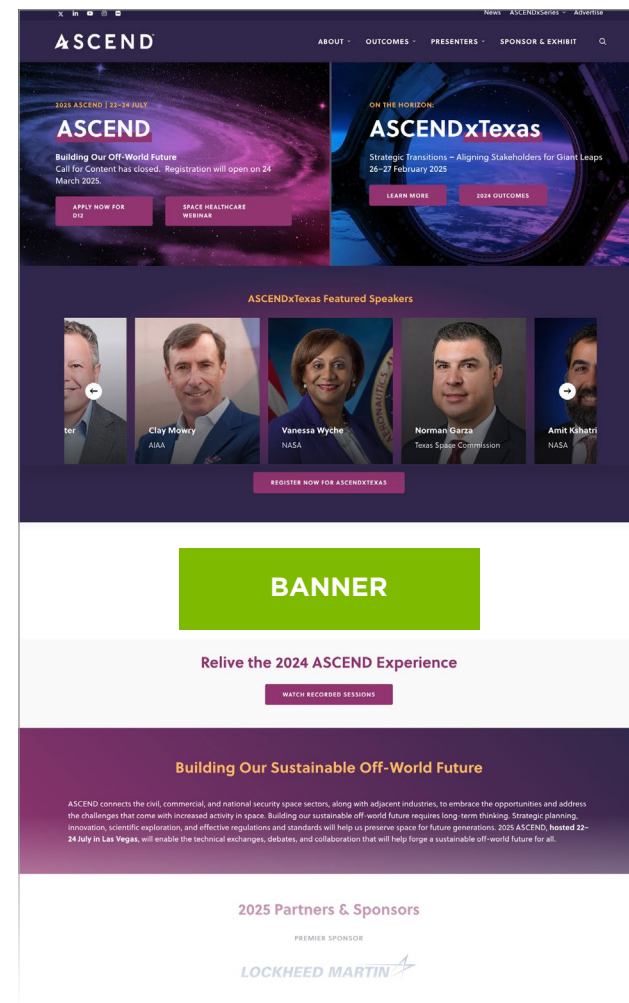 News ASCENDxSeries Advertise
ASCEND
ABOUT OUTCOMES PRESENTERS SPONSOR & EXHIBIT
2025 ASCEND | 22–24 JULY
ASCEND
Building Our Off-World Future
Call for Content has closed. Registration will open on 24
March 2025.
APPLY NOW FOR
D12
SPACE HEALTHCARE
WEBINAR
ON THE HORIZON:
ASCENDxTexas
Strategic Transitions – Aligning Stakeholders for Giant Leaps
26–27 February 2025
LEARN MORE
2024 OUTCOMES
ASCENDxTexas Featured Speakers
ter
Clay Mowry
AIAA
Vanessa Wyche
NASA
Norman Garza
Texas Space Commission
Amit Kshatri
NASA
REGISTER NOW FOR ASCENDXTEXAS
BANNER
Relive the 2024 ASCEND Experience
WATCH RECORDED SESSIONS
Building Our Sustainable Off-World Future
ASCEND connects the civil, commercial, and national security space sectors, along with adjacent industries, to embrace the opportunities and address
the challenges that come with increased activity in space. Building our sustainable off-world future requires long-term thinking. Strategic planning,
innovation, scientific exploration, and effective regulations and standards will help us preserve space for future generations. 2025 ASCEND, hosted 22–
24 July in Las Vegas, will enable the technical exchanges, debates, and collaboration that will help forge a sustainable off-world future for all.
2025 Partners & Sponsors
PREMIER SPONSOR
LOCKHEED MARTIN